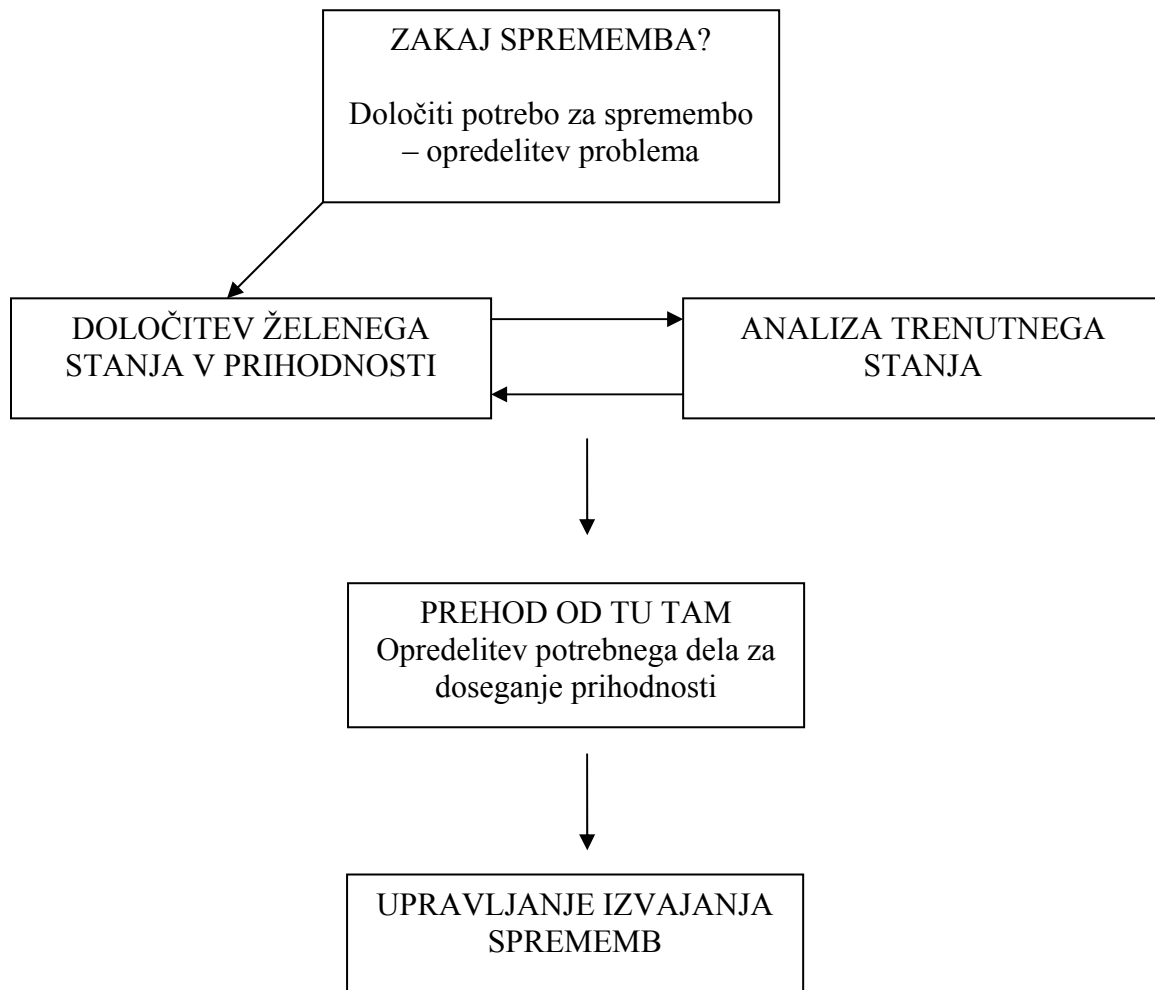 ZAKAJ SPREMEMBA?
Določiti potrebo za spremembo
– opredelitev problema
DOLOČITEV ŽELENEGA
STANJA V PRIHODNOSTI
ANALIZA TRENUTNEGA
STANJA
PREHOD OD TU TAM
Opredelitev potrebnega dela za
doseganje prihodnosti
UPRAVLJANJE IZVAJANJA
SPREMEMB